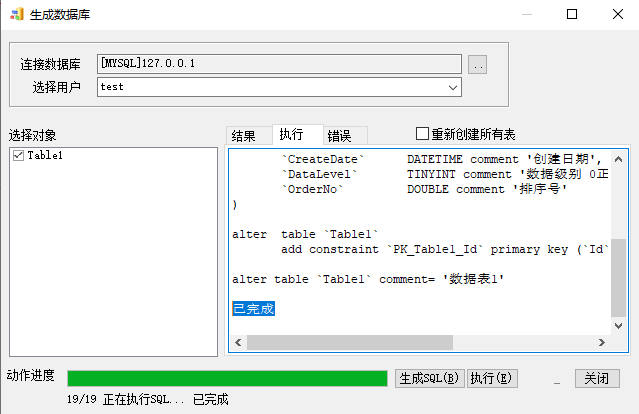 生成数据库
连接数据库 [MYSQL]127.0.0.1 ..
选择用户 test
选择对象
Table1
结果 执行 错误 重新创建所有表
`CreateDate` DATETIME comment '创建日期',
`DataLevel` TINYINT comment '数据级别 0正
`OrderNo` DOUBLE comment '排序号'
)
alter table `Table1`
add constraint `PK_Table1_Id` primary key (`Id`
alter table `Table1` comment= '数据表1'
已完成
动作进度 生成SQL(B) 执行(E) _ 关闭
19/19 正在执行SQL... 已完成